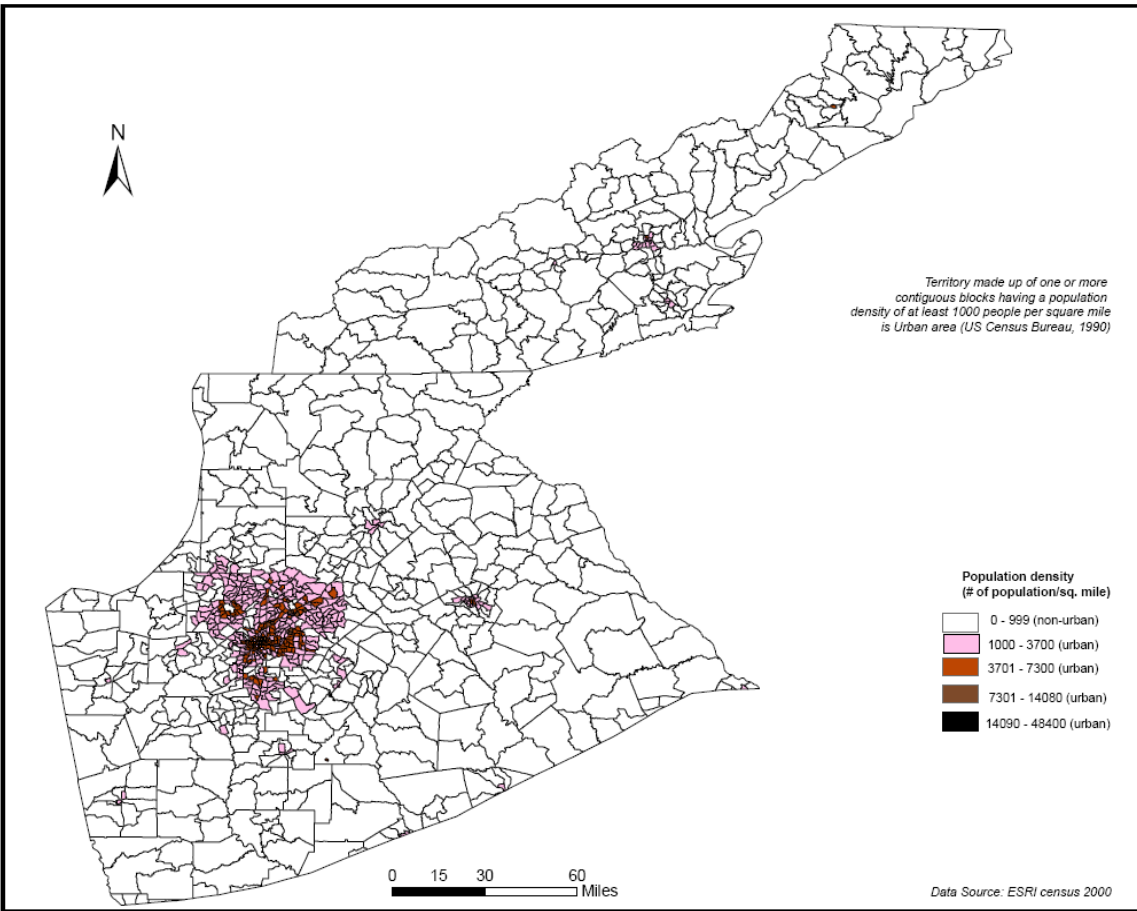 N
Territory made up of one or more
contiguous blocks having a population
density of at least 1000 people per square mile
is Urban area (US Census Bureau, 1990)
Population density
(# of population/sq. mile)
0 - 999 (non-urban)
1000 - 3700 (urban)
3701 - 7300 (urban)
7301 - 14080 (urban)
14090 - 48400 (urban)
0 15 30 60
Miles
Data Source: ESRI census 2000